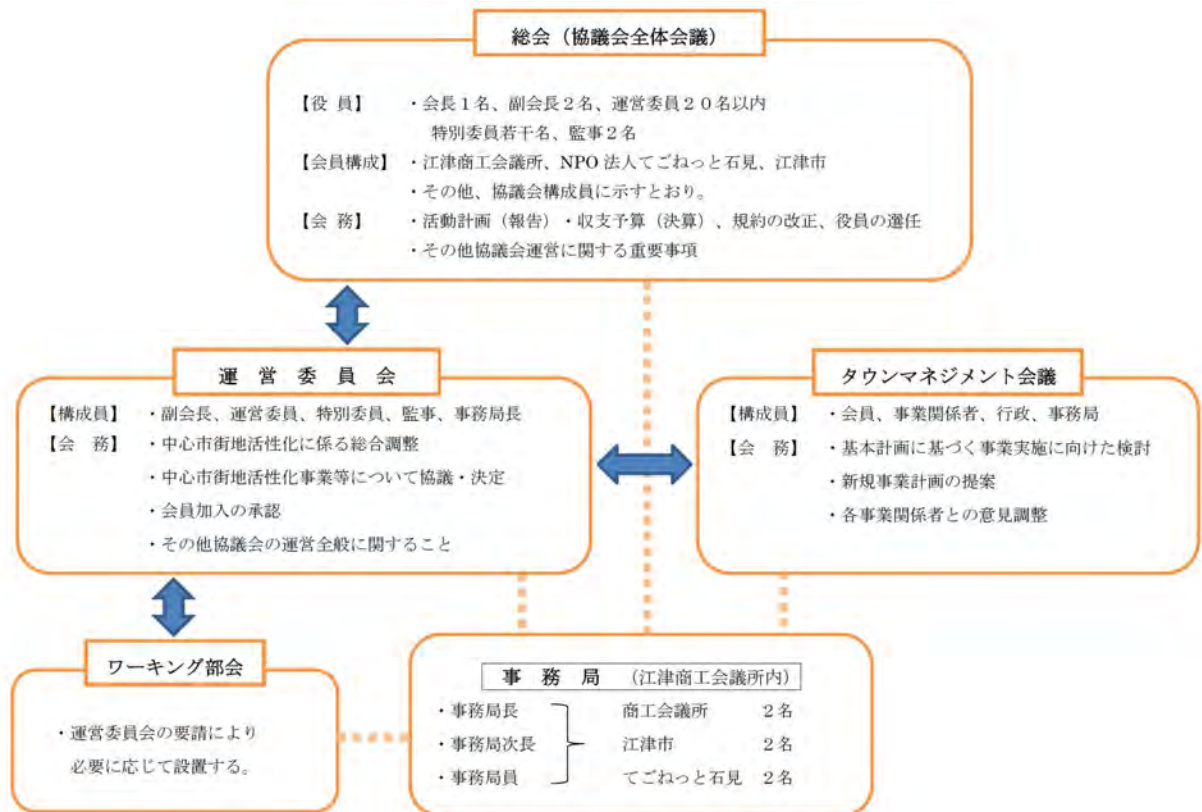 総会（協議会全体会議）
【役 員】　・会長１名、副会長２名、運営委員２０名以内
特別委員若干名、監事２名
【会員構成】　・江津商工会議所、NPO 法人てごねっと石見、江津市
・その他、協議会構成員に示すとおり。
【会 務】　・活動計画（報告）・収支予算（決算）、規約の改正、役員の選任
・その他協議会運営に関する重要事項
運 営 委 員 会
【構成員】　・副会長、運営委員、特別委員、監事、事務局長
【会　務】　・中心市街地活性化に係る総合調整
・中心市街地活性化事業等について協議・決定
・会員加入の承認
・その他協議会の運営全般に関すること
タウンマネジメント会議
【構成員】　・会員、事業関係者、行政、事務局
【会　務】　・基本計画に基づく事業実施に向けた検討
・新規事業計画の提案
・各事業関係者との意見調整
ワーキング部会
・運営委員会の要請により
必要に応じて設置する。
事 務 局　（江津商工会議所内）
・事務局長　商工会議所　２名
・事務局次長　江津市　２名
・事務局員　てごねっと石見　２名